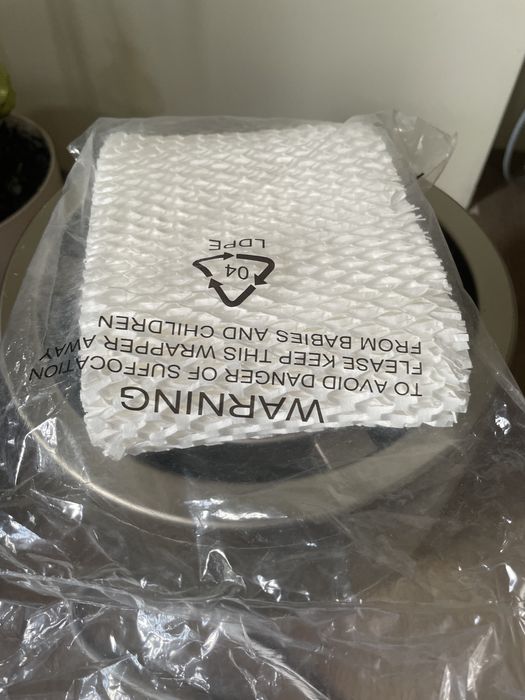 WARNING
TO AVOID DANGER OF SUFFOCATION
PLEASE KEEP THIS WRAPPER AWAY
FROM BABIES AND CHILDREN
04
LDPE